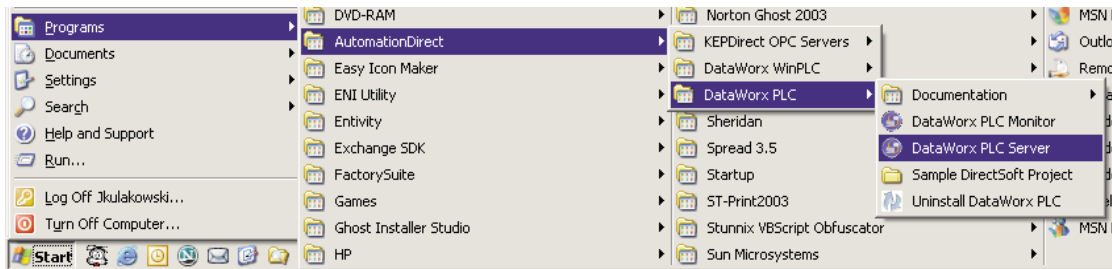 Programs
Documents
Settings
Search
Help and Support
Run...
Log Off Jkulakowski...
Turn Off Computer...
Start
DVD-RAM
AutomationDirect
Easy Icon Maker
ENI Utility
Entivity
Exchange SDK
FactorySuite
Games
Ghost Installer Studio
HP
Norton Ghost 2003
KEPDirect OPC Servers
DataWorx WinPLC
DataWorx PLC
Sheridan
Spread 3.5
Startup
ST-Print2003
Stunnix VBScript Obfuscator
Sun Microsystems
Documentation
DataWorx PLC Monitor
DataWorx PLC Server
Sample DirectSoft Project
Uninstall DataWorx PLC
MSN
Outlo
Remo
MSN